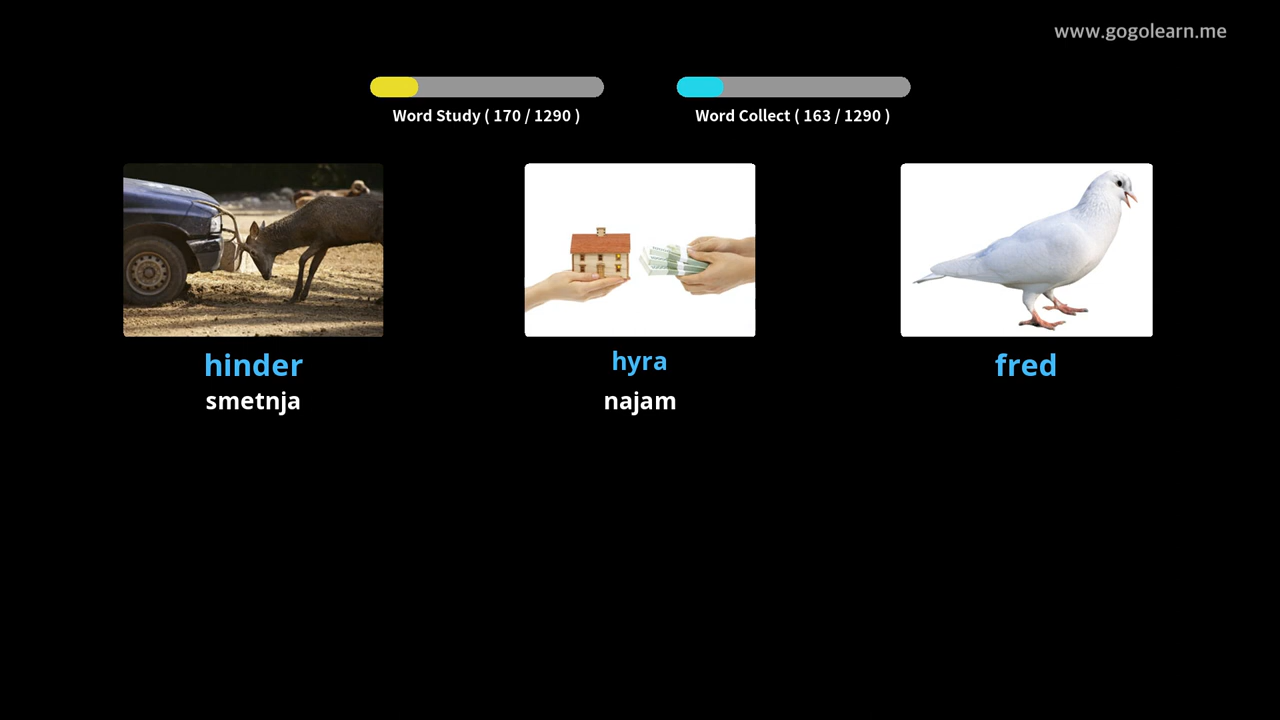 www.gogolearn.me
Word Study ( 170 / 1290 )
Word Collect ( 163 / 1290 )
hinder
smetnja
hyra
najam
fred